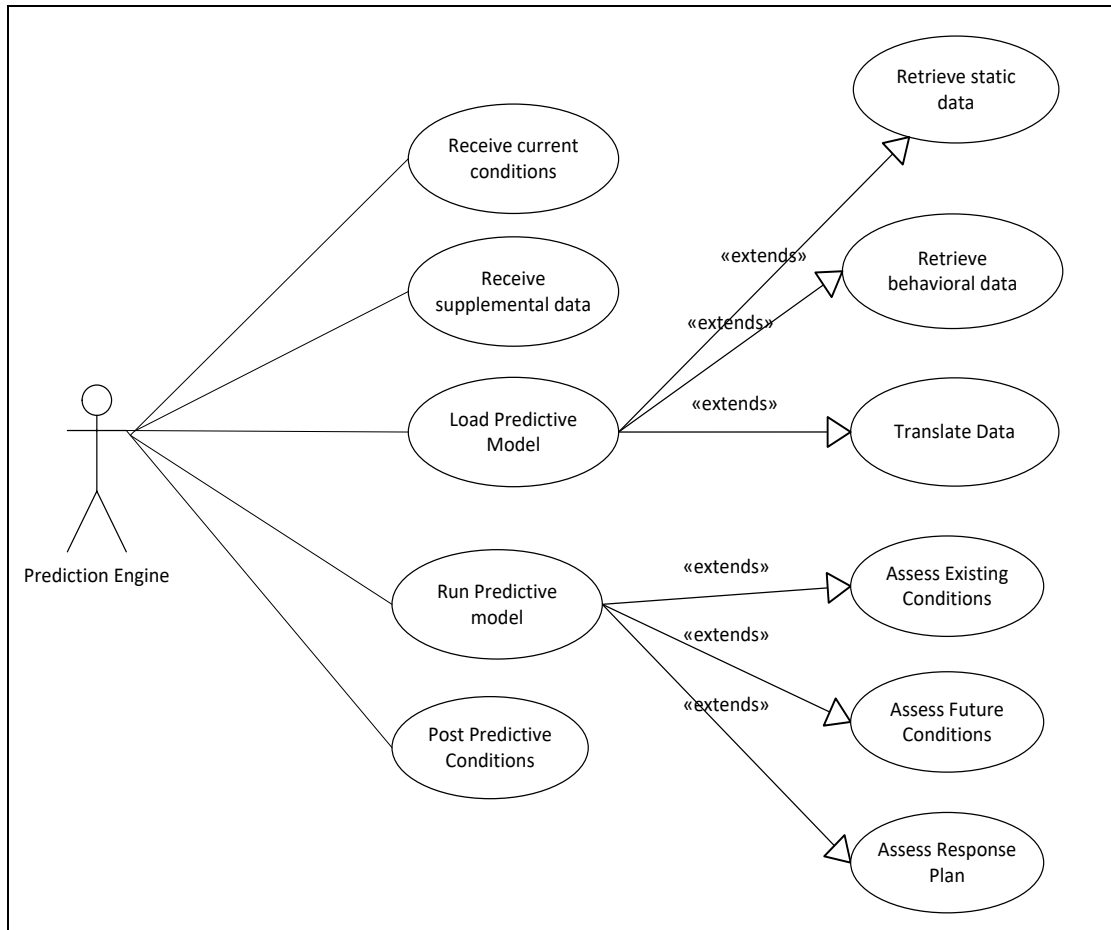 Retrieve static
data
Receive current
conditions
«extends»
Retrieve
behavioral data
Receive
supplemental data
«extends»
«extends»
Load Predictive
Model
Translate Data
Prediction Engine
«extends»
Assess Existing
Conditions
Run Predictive
model
«extends»
«extends»
Assess Future
Conditions
Post Predictive
Conditions
Assess Response
Plan